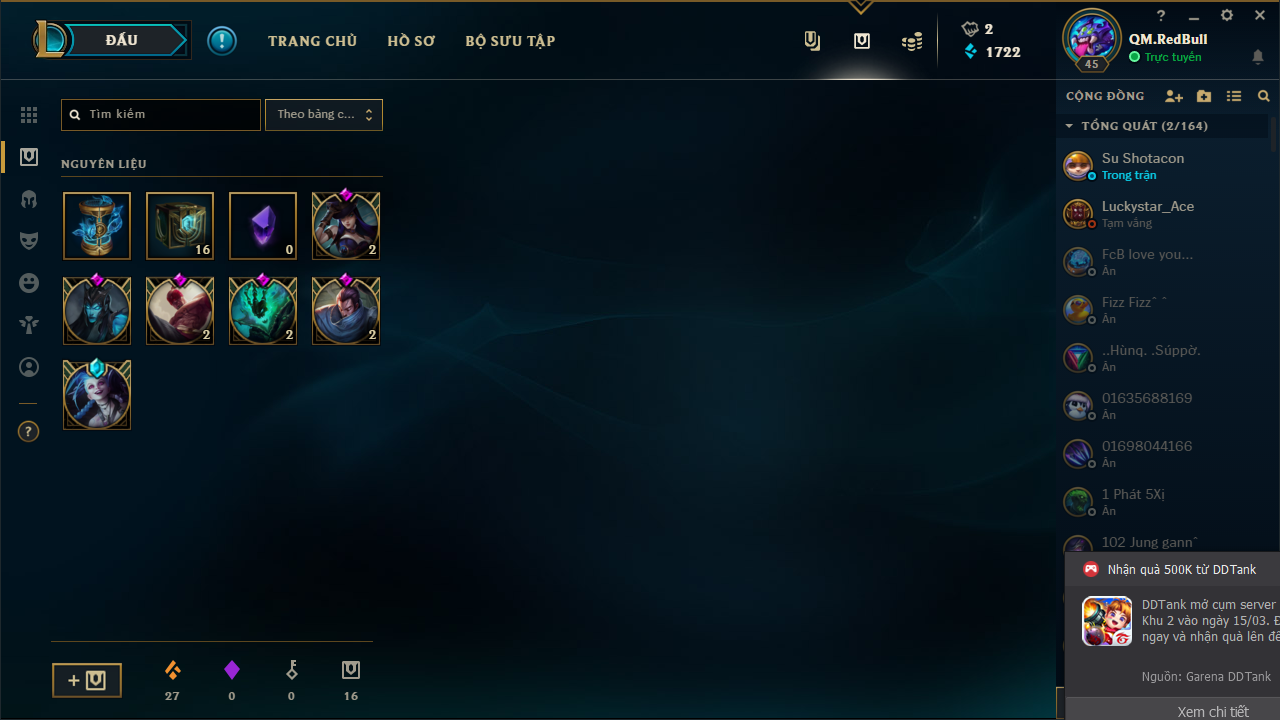 ĐẤU
TRANG CHỦ
HỒ SƠ
BỘ SƯU TẬP
2
1722
45
QM.RedBull
Trực tuyến
Tìm kiếm
Theo bảng c...
NGUYÊN LIỆU
16
0
2
2
2
2
27
0
0
16
CỘNG ĐỒNG
TỔNG QUÁT (2/164)
Su Shotacon
Trong trận
Luckystar_Ace
Tạm vắng
FcB love you...
Ẩn
Fizz Fizzˆ ˆ
Ẩn
..Hùnq. .Súppờ.
Ẩn
01635688169
Ẩn
01698044166
Ẩn
1 Phát 5Xị
Ẩn
102 Jung gannˆ
Nhận quà 500K từ DDTank
DDTank mở cụm server
Khu 2 vào ngày 15/03. Đ
ngay và nhận quà lên đế
Nguồn: Garena DDTank
Xem chi tiết